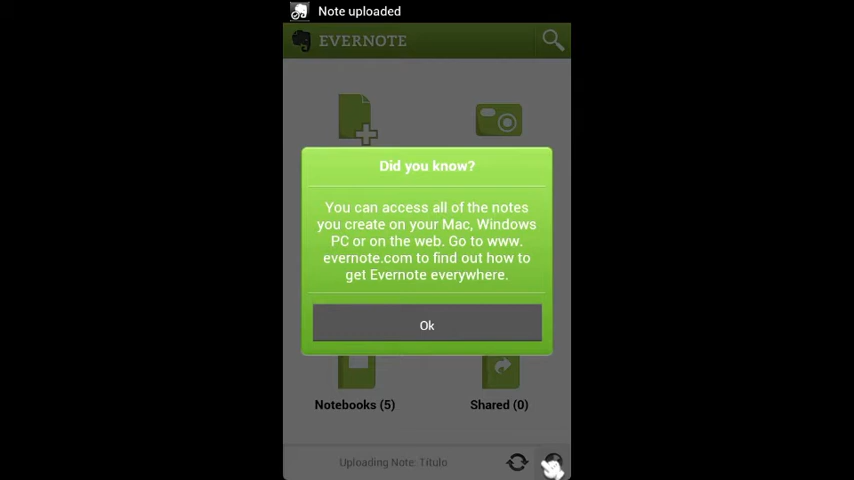 Note uploaded
EVERNOTE
Did you know?
You can access all of the notes
you create on your Mac, Windows
PC or on the web. Go to www.
evernote.com to find out how to
get Evernote everywhere.
Ok
Notebooks (5)
Shared (0)
Uploading Note: Titulo